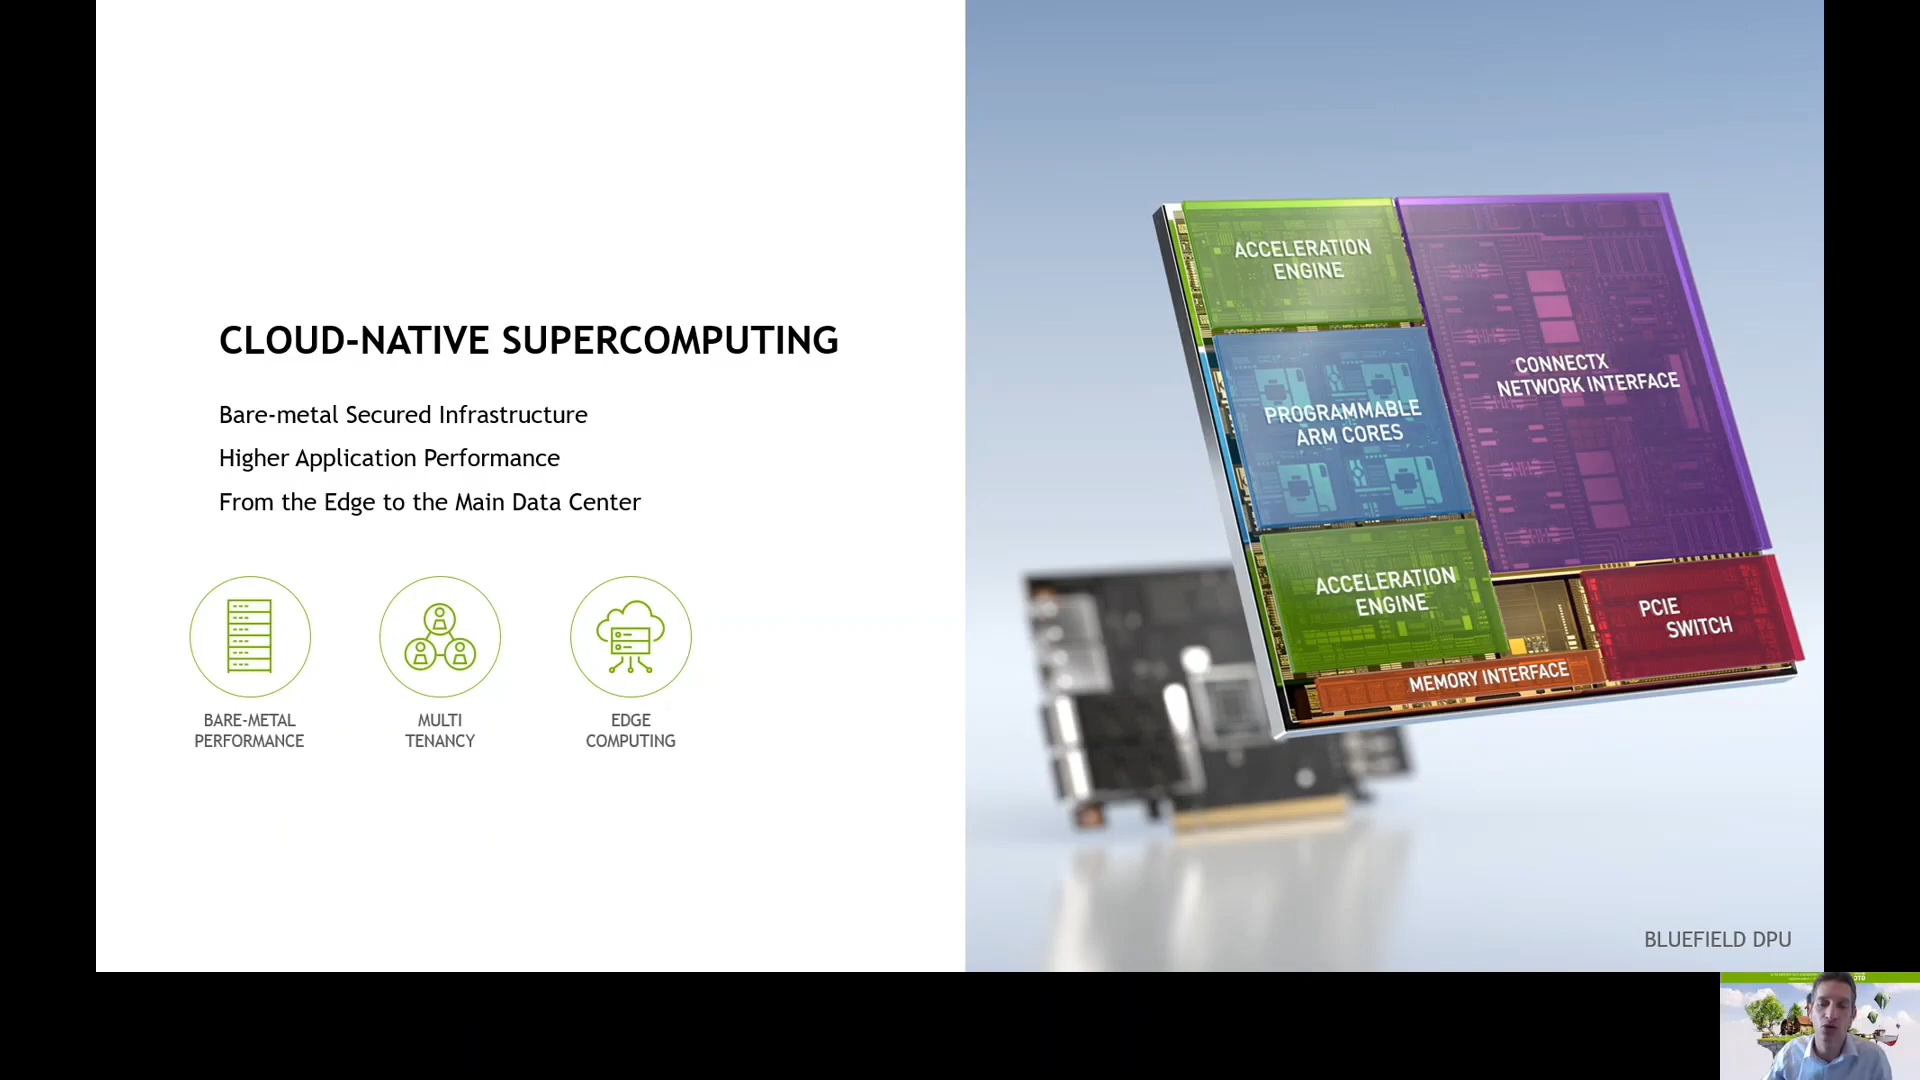 CLOUD-NATIVE SUPERCOMPUTING
Bare-metal Secured Infrastructure
Higher Application Performance
From the Edge to the Main Data Center
BARE-METAL
PERFORMANCE
MULTI
TENANCY
EDGE
COMPUTING
ACCELERATION
ENGINE
PROGRAMMABLE
ARM CORES
ACCELERATION
ENGINE
CONNECTX
NETWORK INTERFACE
PCIE
SWITCH
MEMORY INTERFACE
BLUEFIELD DPU